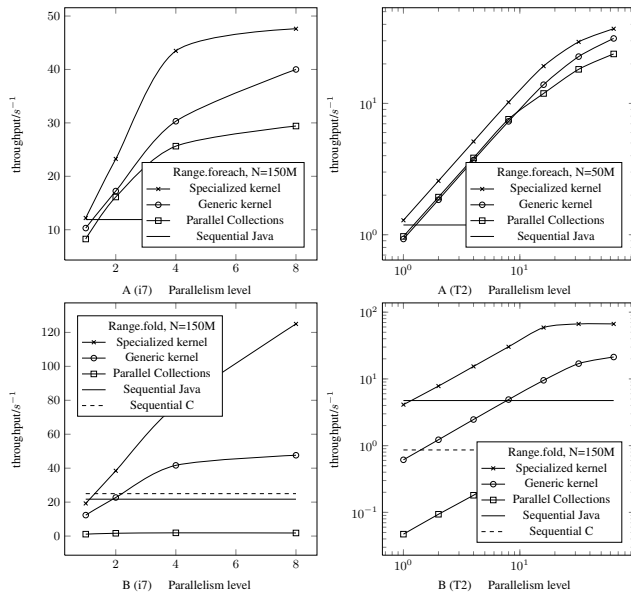 50
40
30
20
10
throughput/s⁻¹
Range.foreach, N=150M
Specialized kernel
Generic kernel
Parallel Collections
Sequential Java
2 4 6 8
A (i7) Parallelism level
10¹
10⁰
throughput/s⁻¹
Range.foreach, N=50M
Specialized kernel
Generic kernel
Parallel Collections
Sequential Java
10⁰ 10¹
A (T2) Parallelism level
120
100
80
60
40
20
0
throughput/s⁻¹
Range.fold, N=150M
Specialized kernel
Generic kernel
Parallel Collections
Sequential Java
Sequential C
2 4 6 8
B (i7) Parallelism level
10²
10¹
10⁰
10⁻¹
throughput/s⁻¹
Range.fold, N=150M
Specialized kernel
Generic kernel
Parallel Collections
Sequential Java
Sequential C
10⁰ 10¹
B (T2) Parallelism level